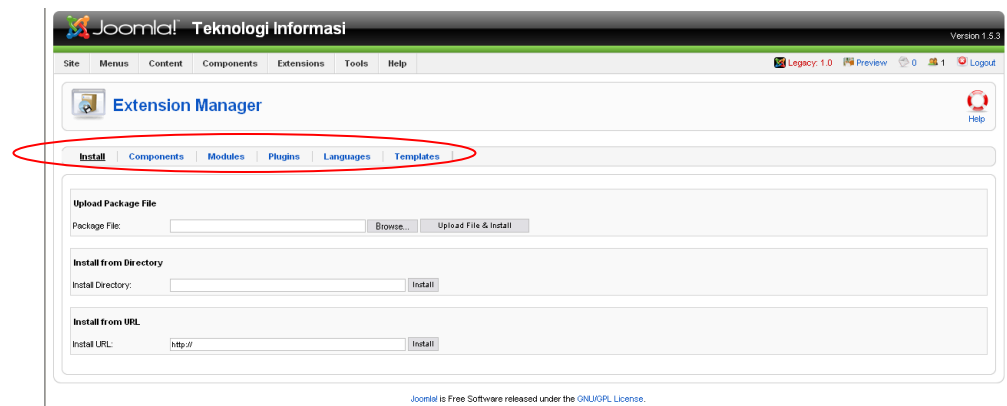 Joomla! Teknologi Informasi
Version 1.5.3
Site Menus Content Components Extensions Tools Help Legacy: 1.0 Preview 0 1 Logout
Extension Manager
Help
Install Components Modules Plugins Languages Templates
Upload Package File
Package File: Browse... Upload File & Install
Install from Directory
Install Directory: Install
Install from URL
Install URL: http:// Install
Joomla! is Free Software released under the GNU/GPL License.